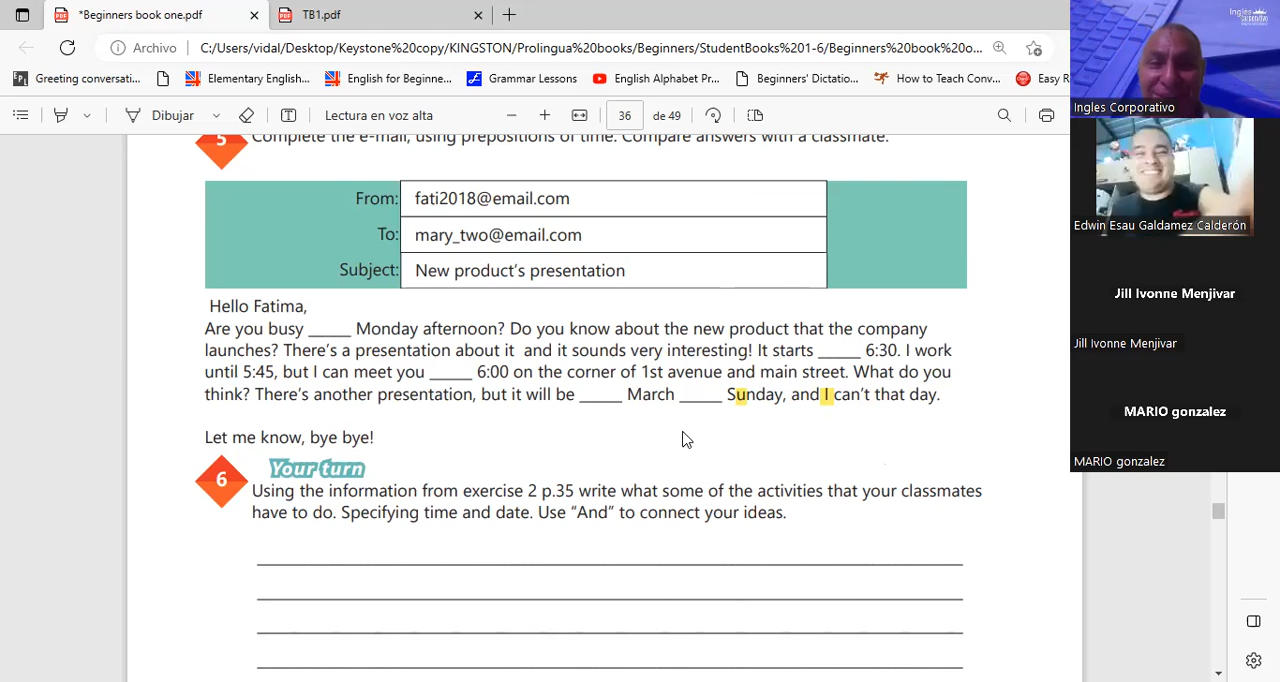 *Beginners book one.pdf
TB1.pdf
Archivo
C:/Users/vidal/Desktop/Keystone%20copy/KINGSTON/Prolingua%20books/Beginners/StudentBooks%201-6/Beginners%20book%20o...
Greeting conversati...
Elementary English...
English for Beginne...
Grammar Lessons
English Alphabet Pr...
Beginners' Dictatio...
How to Teach Conv...
Easy R
Dibujar
Lectura en voz alta
36
de 49
5
Complete the e-mail, using prepositions of time. Compare answers with a classmate.
From: fati2018@email.com
To: mary_two@email.com
Subject: New product's presentation
Hello Fatima,
Are you busy _____ Monday afternoon? Do you know about the new product that the company
launches? There's a presentation about it and it sounds very interesting! It starts _____ 6:30. I work
until 5:45, but I can meet you _____ 6:00 on the corner of 1st avenue and main street. What do you
think? There's another presentation, but it will be _____ March _____ Sunday, and I can't that day.
Let me know, bye bye!
6
Your turn
Using the information from exercise 2 p.35 write what some of the activities that your classmates
have to do. Specifying time and date. Use “And” to connect your ideas.
Ingles
Ingles Corporativo
Edwin Esau Galdamez Calderón
Jill Ivonne Menjivar
Jill Ivonne Menjivar
MARIO gonzalez
MARIO gonzalez